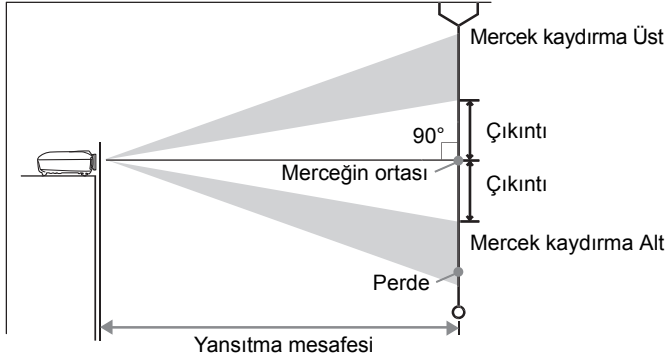 Mercek kaydırma Üst
90°
Çıkıntı
Merceğin ortası
Çıkıntı
Mercek kaydırma Alt
Perde
Yansıtma mesafesi